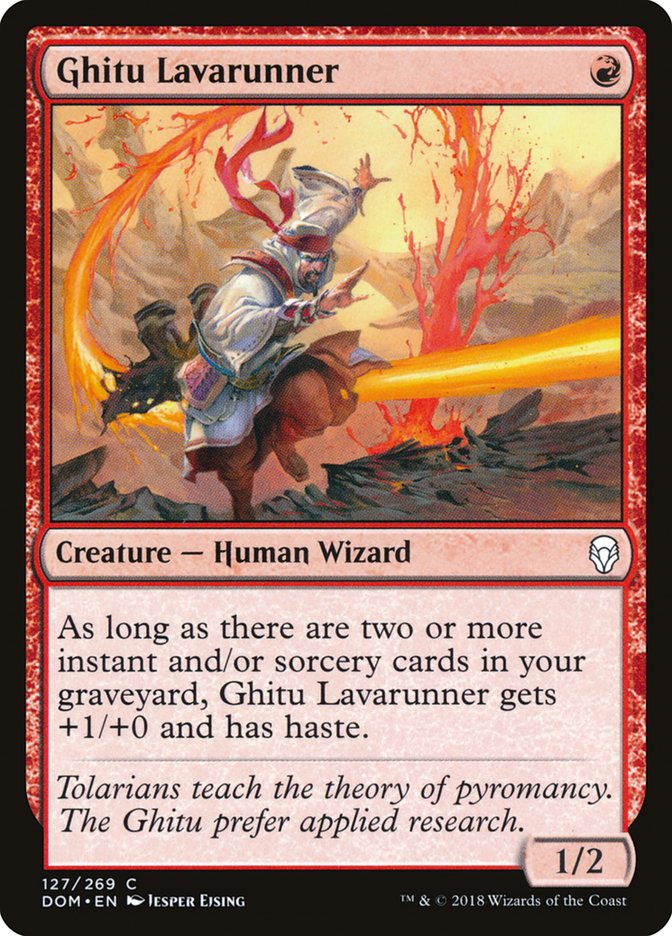 Ghitu Lavarunner
Creature — Human Wizard
As long as there are two or more
instant and/or sorcery cards in your
graveyard, Ghitu Lavarunner gets
+1/+0 and has haste.
Tolarians teach the theory of pyromancy.
The Ghitu prefer applied research.
1/2
127/269 C
DOM • EN Jesper Ejsing
™ & © 2018 Wizards of the Coast